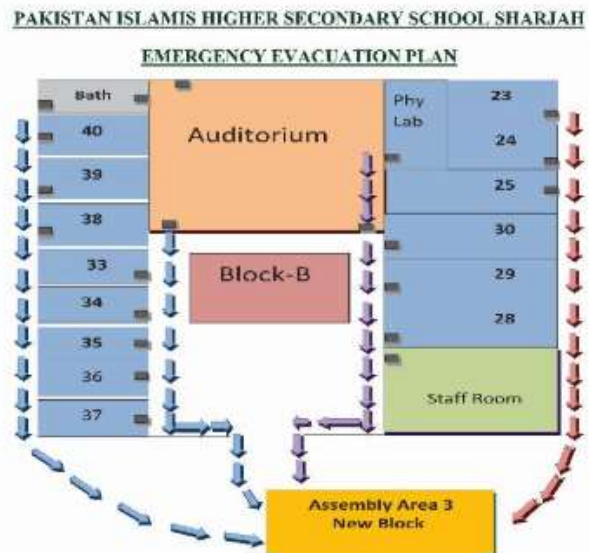 PAKISTAN ISLAMIS HIGHER SECONDARY SCHOOL SHARJAH
EMERGENCY EVACUATION PLAN
Bath
40
39
38
33
34
35
36
37
Auditorium
Block-B
Phy
Lab
23
24
25
30
29
28
Staff Room
Assembly Area 3
New Block